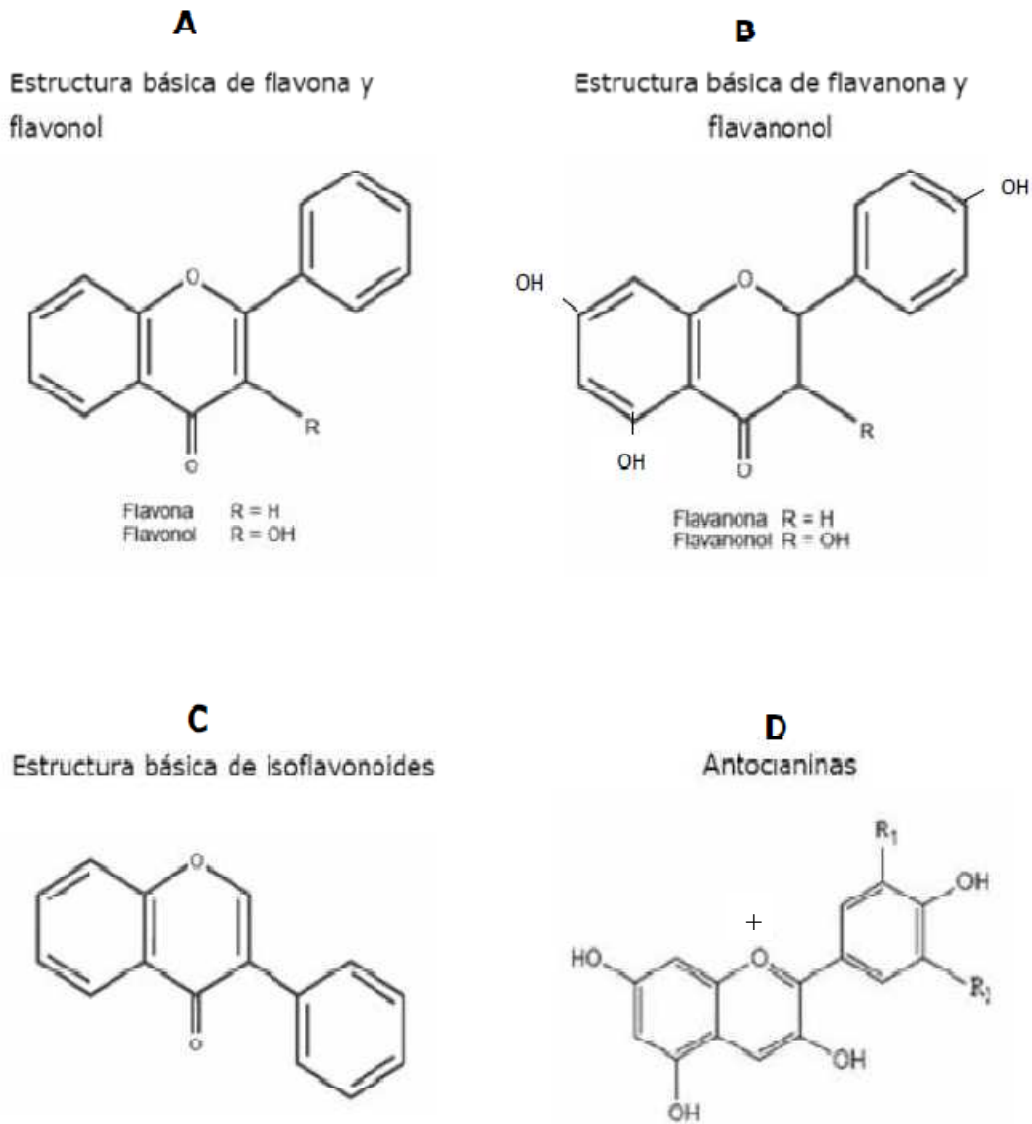 A
Estructura básica de flavona y
flavonol
O
R
O
Flavona R = H
Flavonol R = OH
B
Estructura básica de flavanona y
flavanonol
OH
OH
O
R
OH
O
Flavanona R = H
Flavanonol R = OH
C
Estructura básica de isoflavonoides
O
O
D
Antocianinas
R₁
OH
+
HO
O
R₂
OH
OH